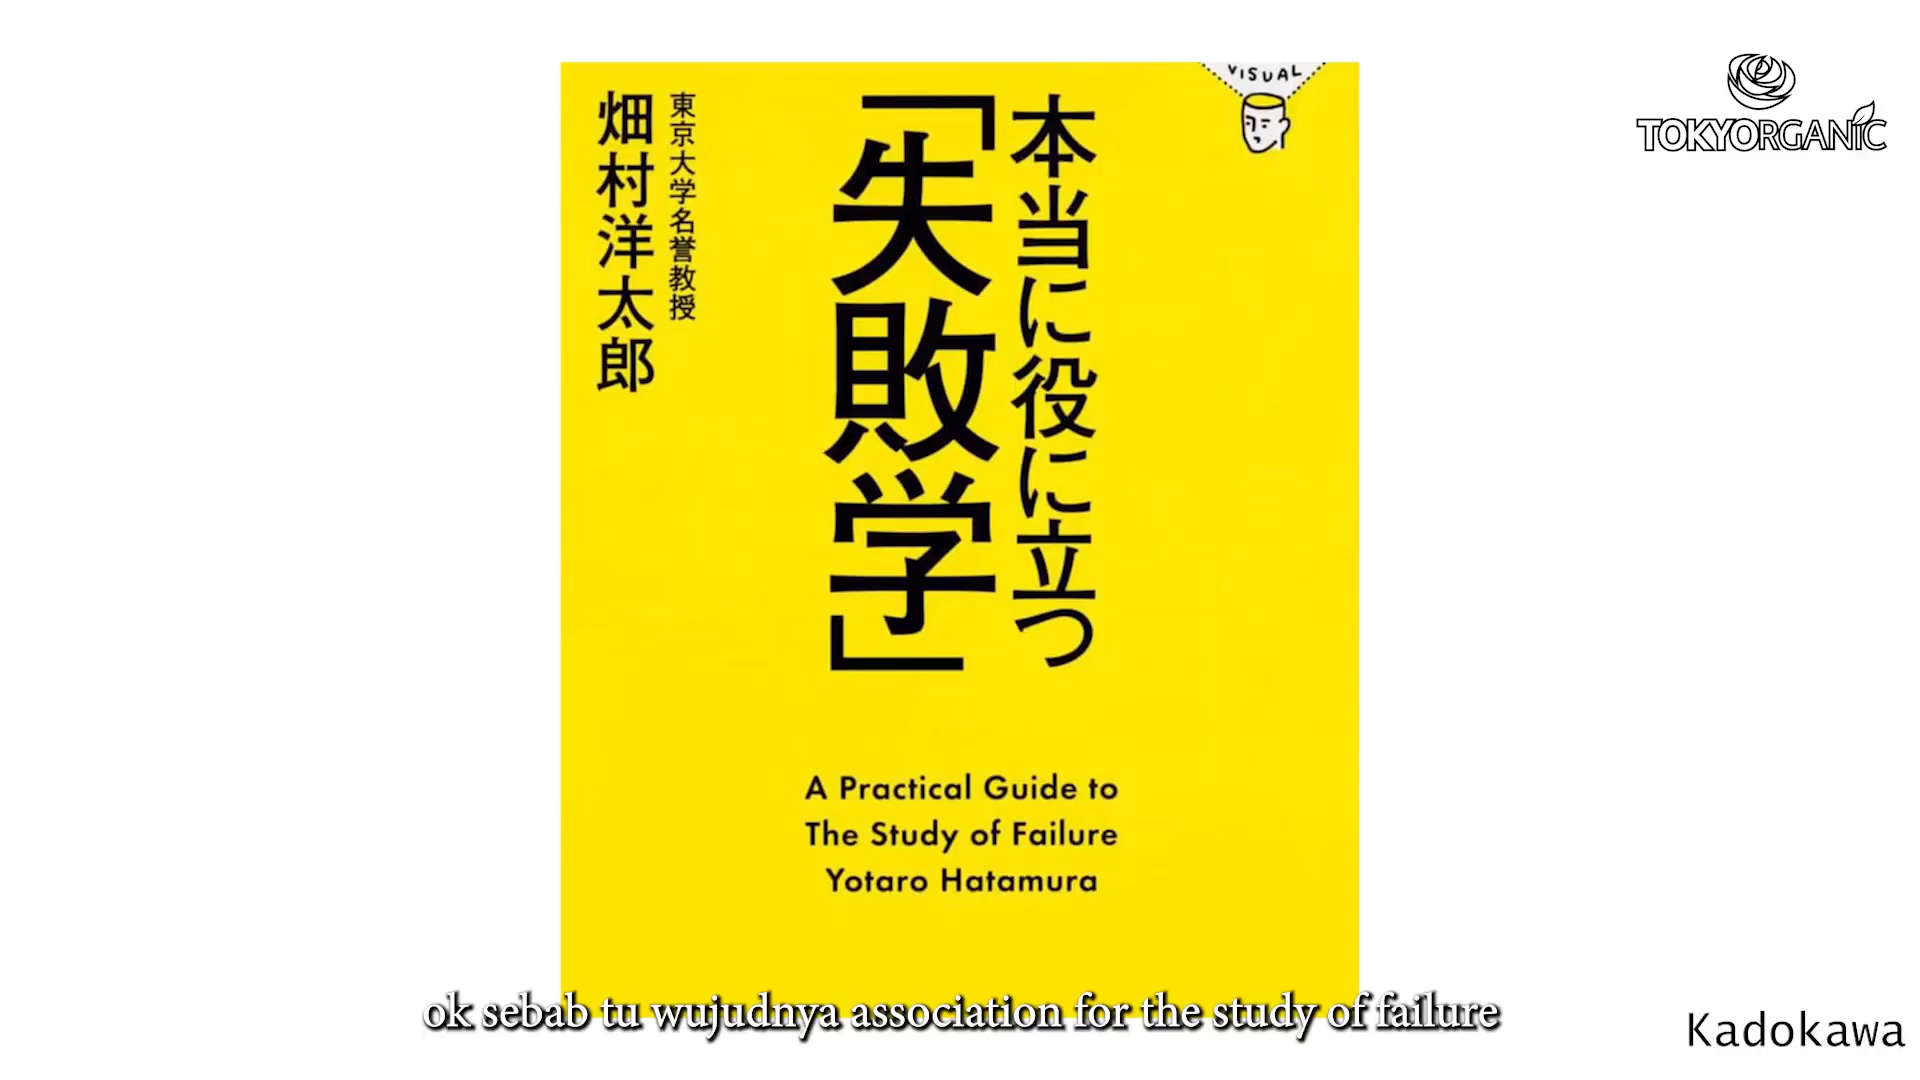 VISUAL
TOKYORGANIC
本当に役に立つ
「失敗学」
東京大学名誉教授
畑村洋太郎
A Practical Guide to
The Study of Failure
Yotaro Hatamura
ok sebab tu wujudnya association for the study of failure
Kadokawa